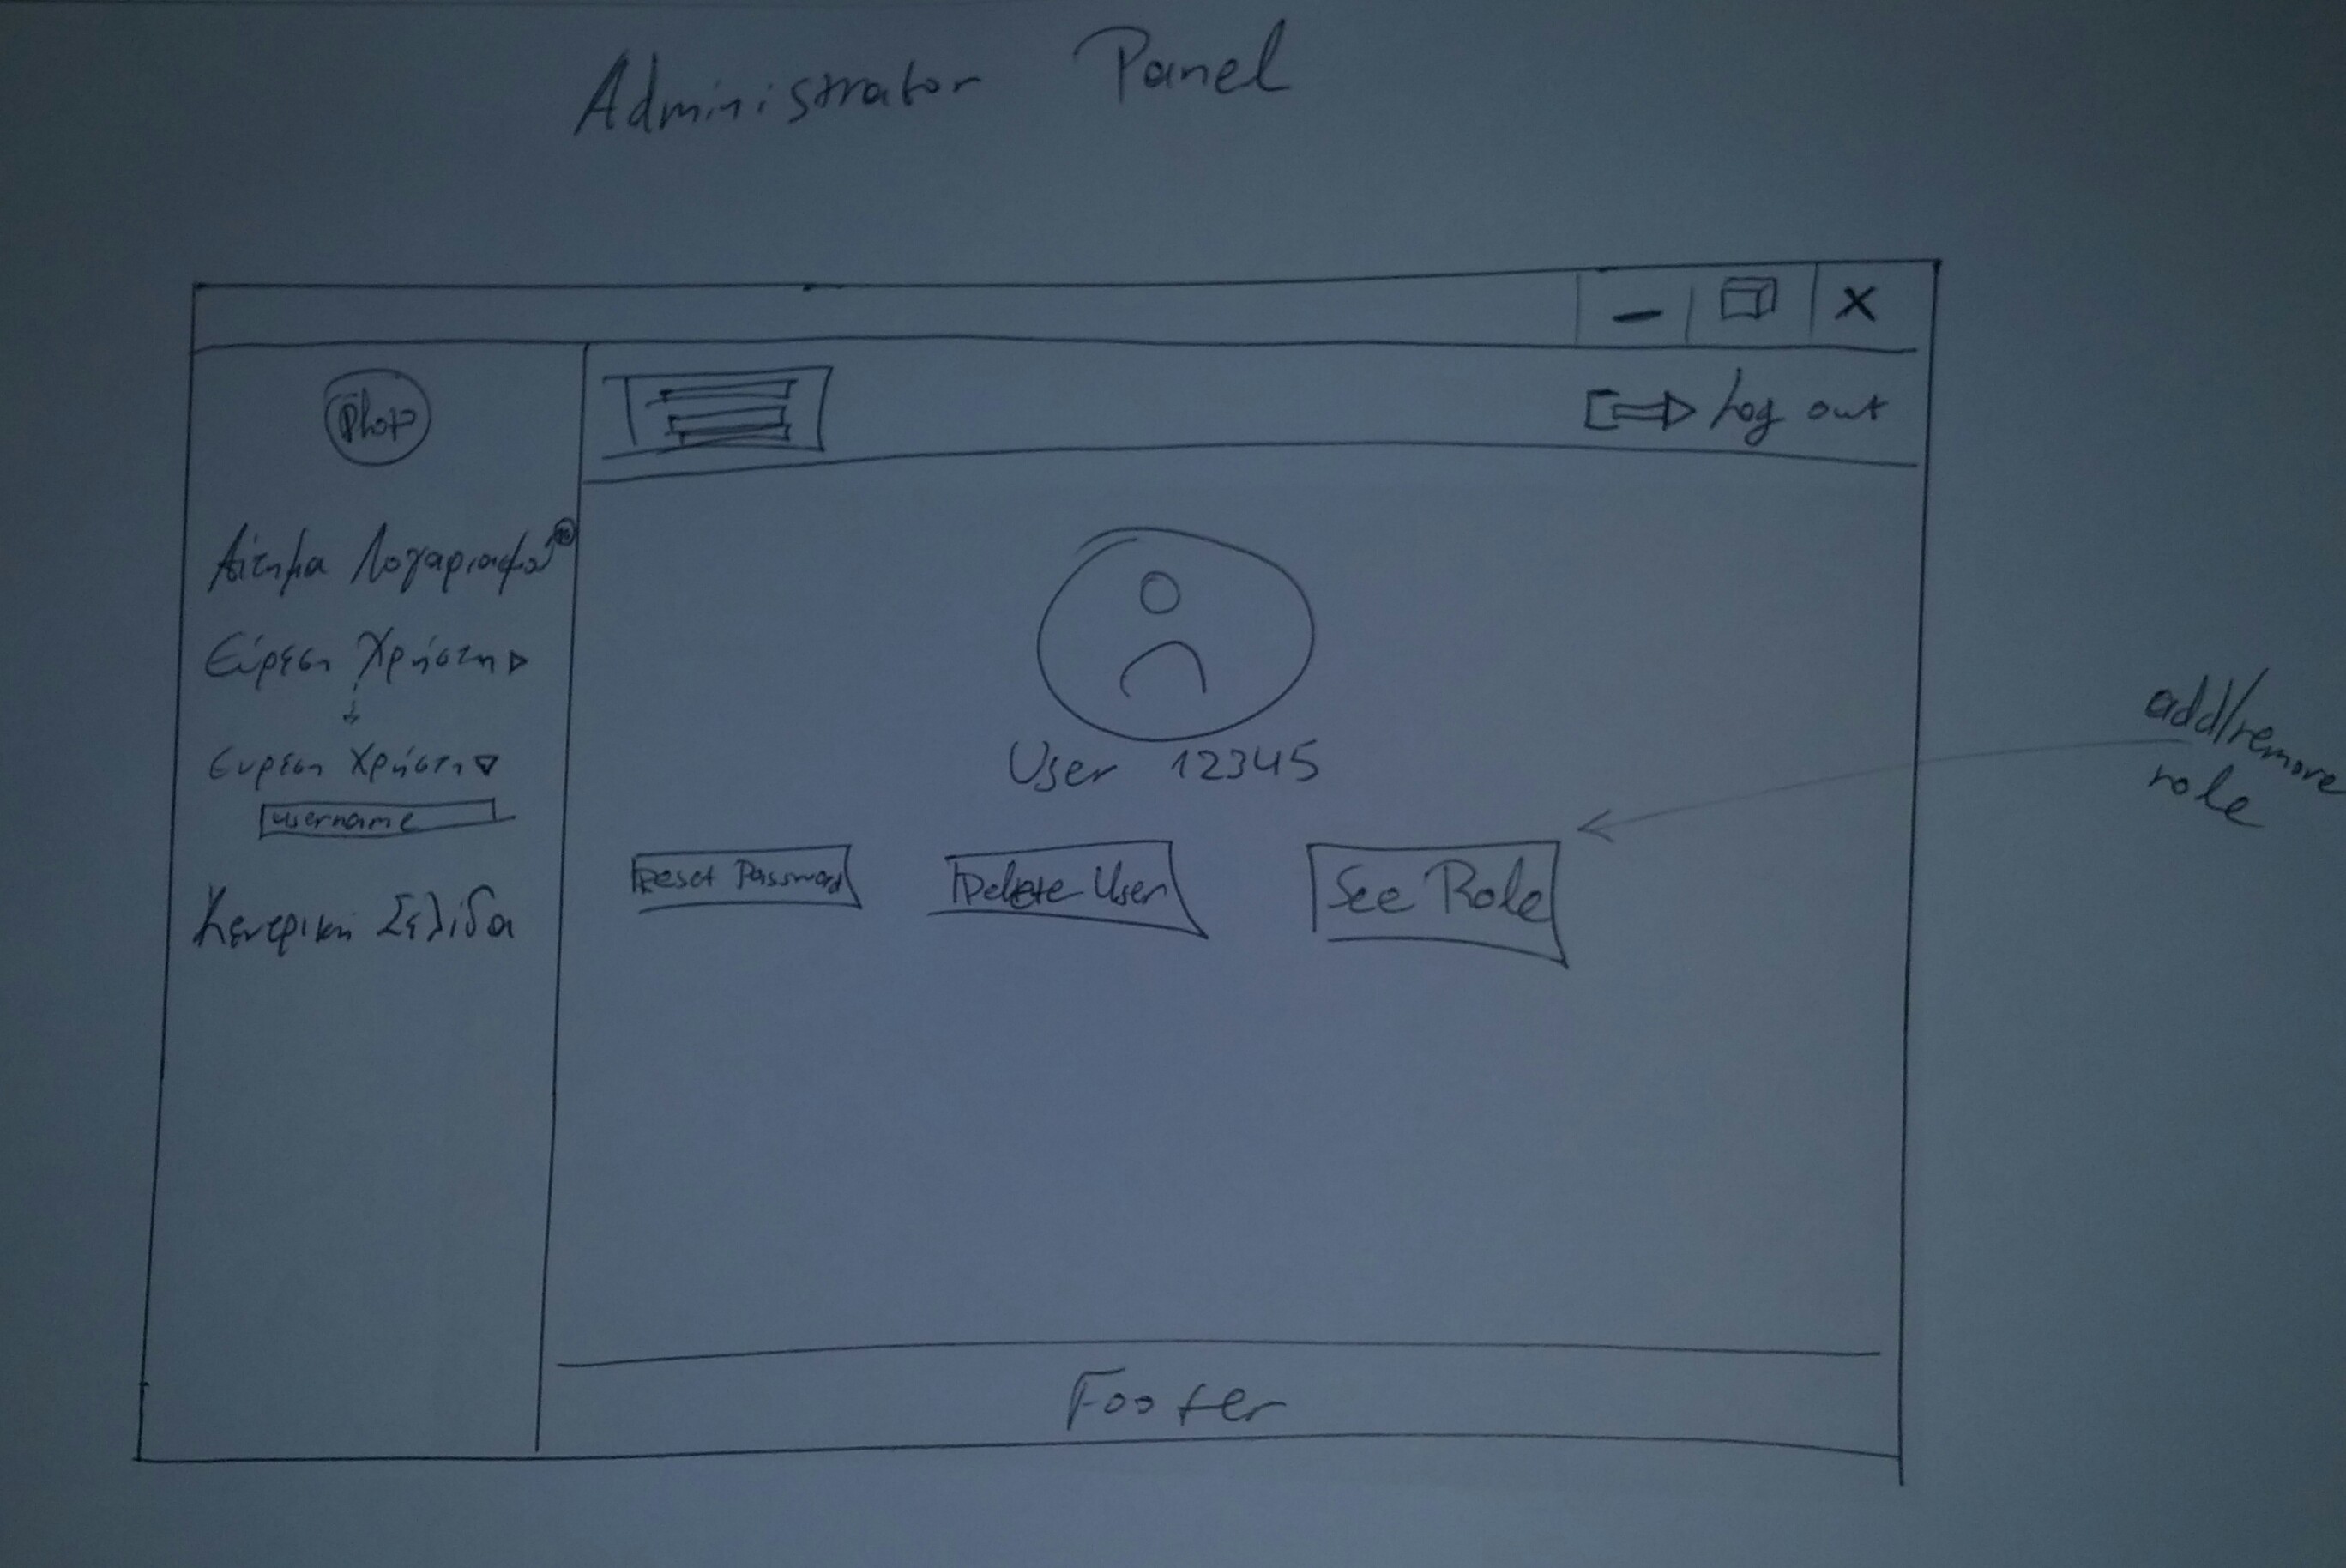 Administrator Panel
X
Photo
Log out
Αίτημα Λογαριασμού
Εύρεση Χρήστη
Ευρεση Χρήστη
username
Κεντρική Σελίδα
User 12345
Reset Password
Delete User
See Role
add/remove
role
Footer